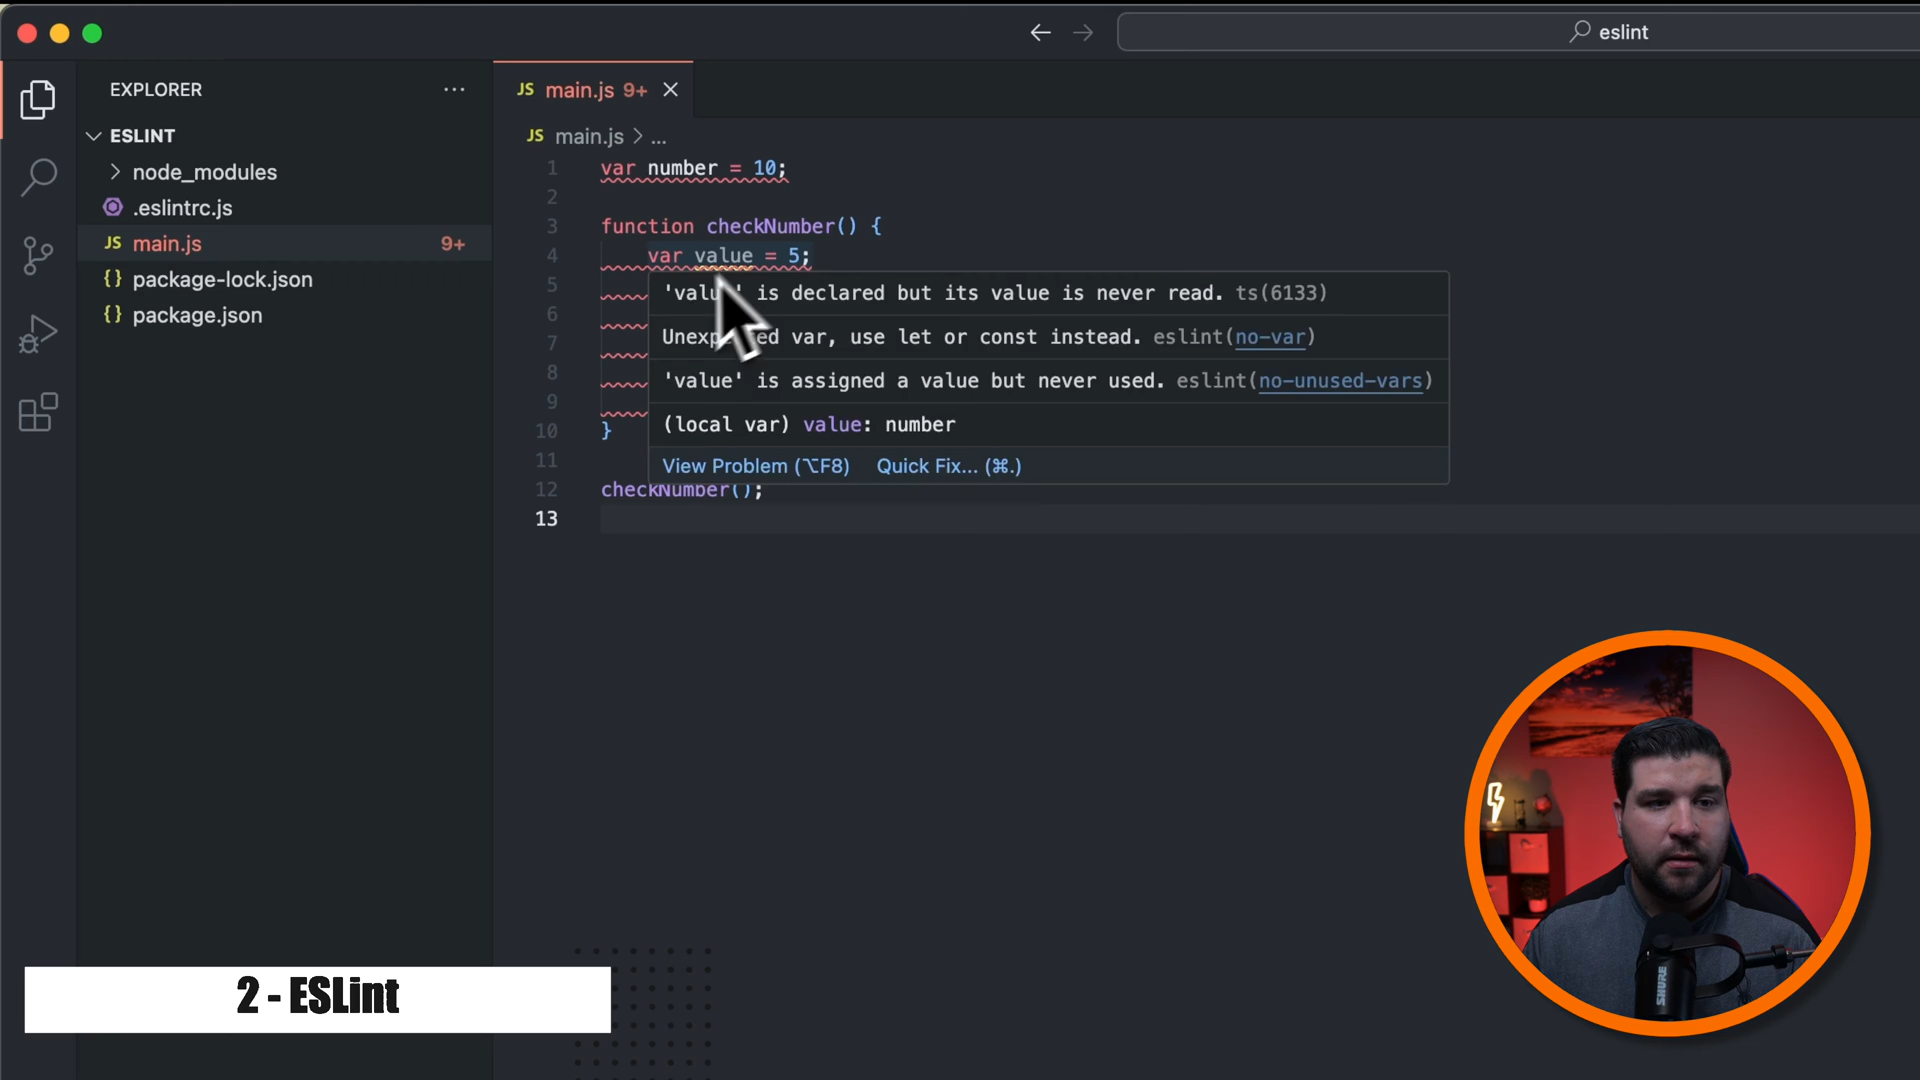 eslint
EXPLORER ...
JS main.js 9+
ESLINT
JS main.js > ...
node_modules
.eslintrc.js
JS main.js 9+
{} package-lock.json
{} package.json
1 var number = 10;
2
3 function checkNumber() {
4 var value = 5;
5
6
7
8
9
10 }
11
12 checkNumber();
13
is declared but its value is never read. ts(6133)
var, use let or const instead. eslint(no-var)
'value' is assigned a value but never used. eslint(no-unused-vars)
(local var) value: number
View Problem (⌥F8) Quick Fix... (⌘.)
2 - ESLint
SHURE